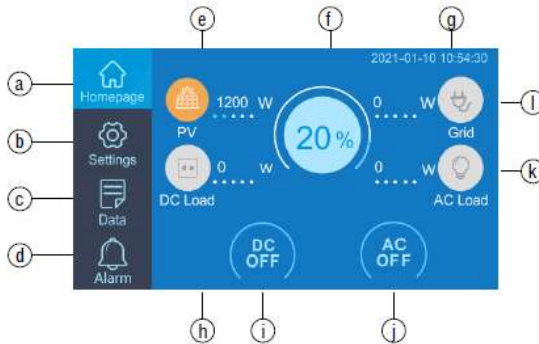 e f g
2021-01-10 10:54:30
a Homepage
1200 W 0 W
PV 20% Grid l
b Settings
0 W 0 W
DC Load AC Load k
c Data
DC OFF AC OFF
d Alarm
h i j